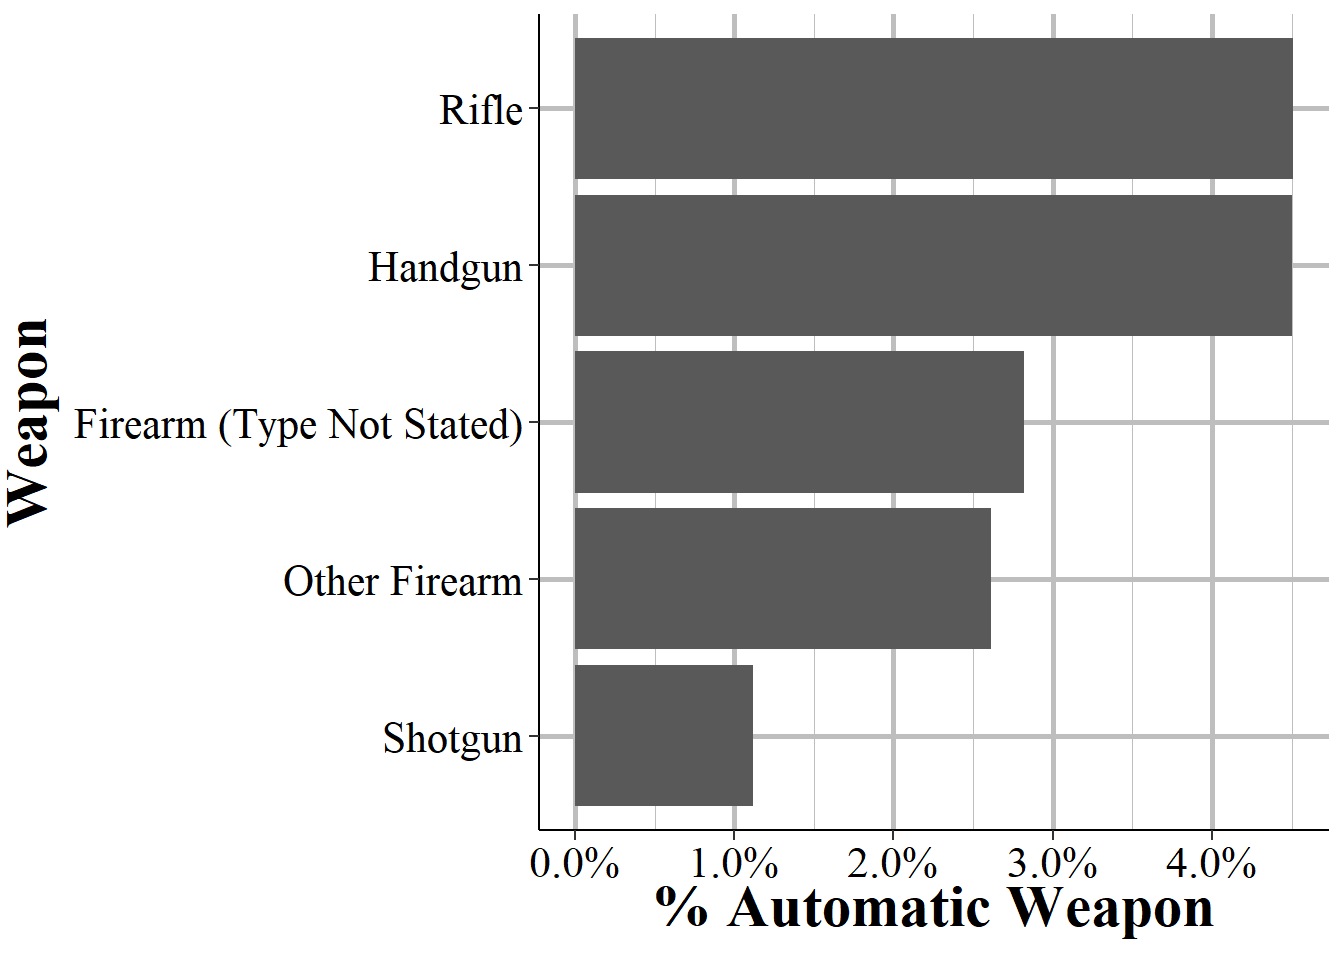 Weapon
Rifle
Handgun
Firearm (Type Not Stated)
Other Firearm
Shotgun
0.0% 1.0% 2.0% 3.0% 4.0%
% Automatic Weapon